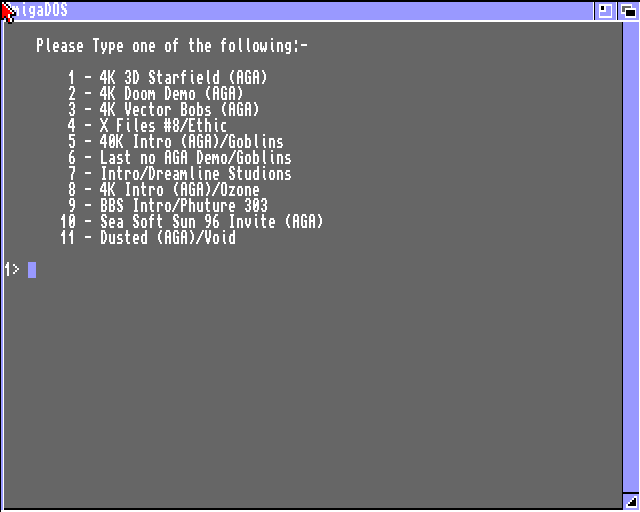 AmigaDOS
Please Type one of the following:-
1 - 4K 3D Starfield (AGA)
2 - 4K Doom Demo (AGA)
3 - 4K Vector Bobs (AGA)
4 - X Files #8/Ethic
5 - 40K Intro (AGA)/Goblins
6 - Last no AGA Demo/Goblins
7 - Intro/Dreamline Studions
8 - 4K Intro (AGA)/Ozone
9 - BBS Intro/Phuture 303
10 - Sea Soft Sun 96 Invite (AGA)
11 - Dusted (AGA)/Void
1>